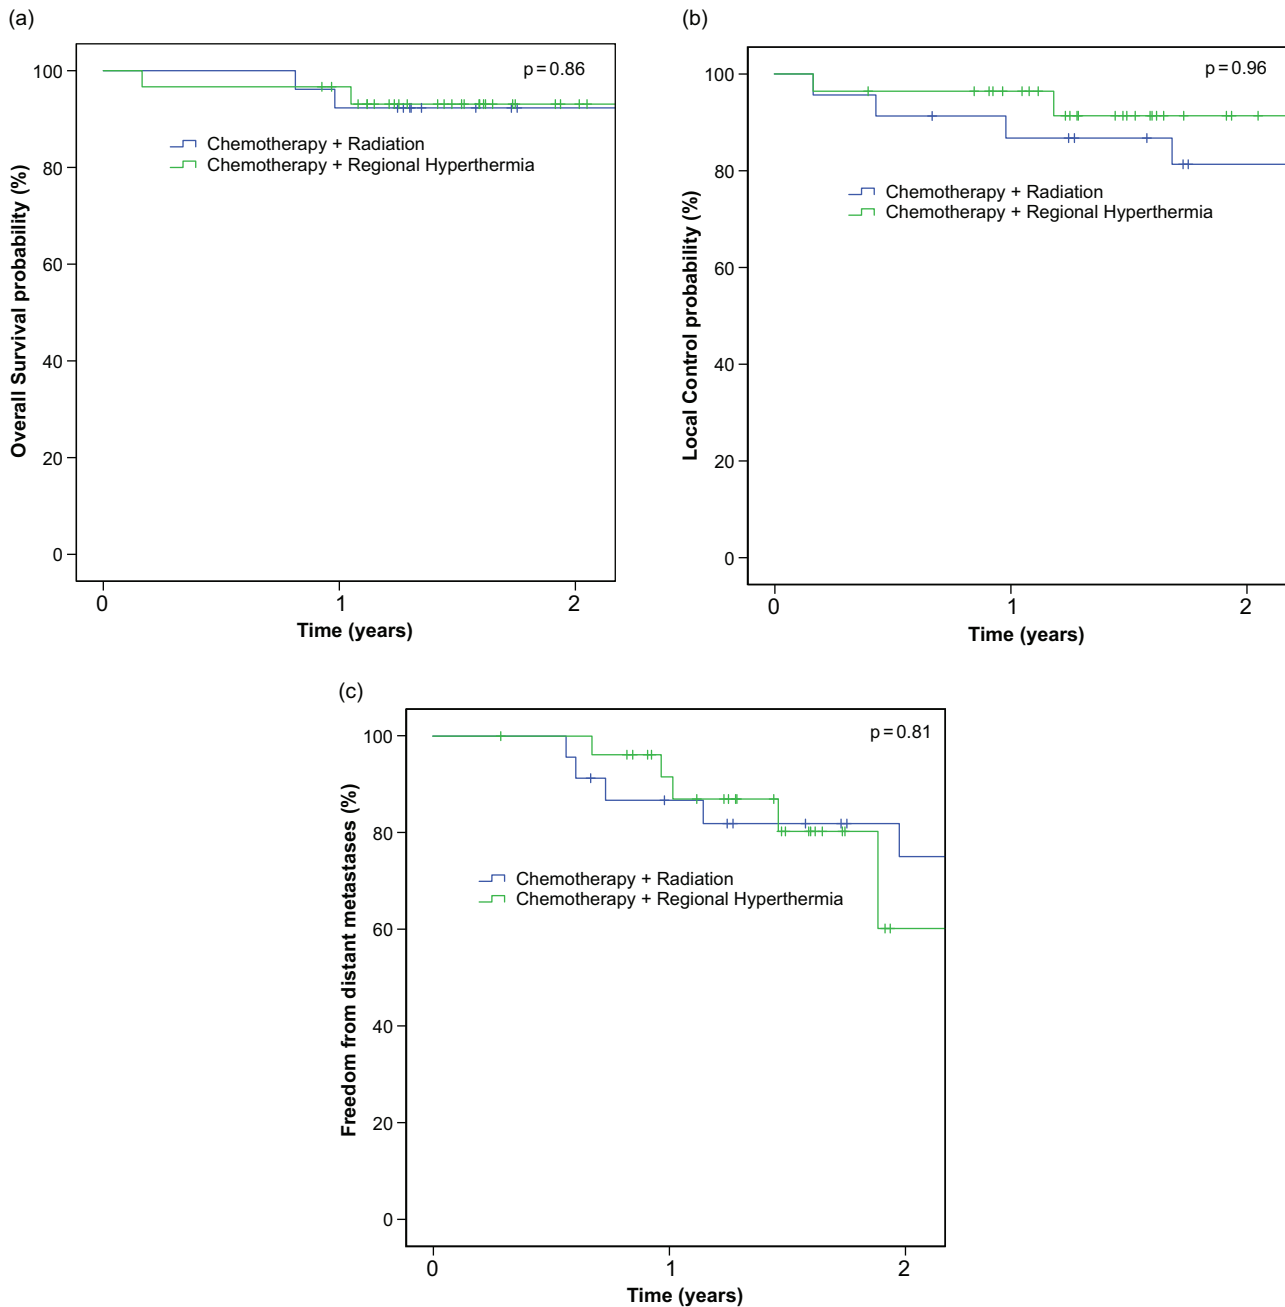 (a)
p=0.86
Chemotherapy + Radiation
Chemotherapy + Regional Hyperthermia
Overall Survival probability (%)
100
80
60
40
20
0
0 1 2
Time (years)
(b)
p=0.96
Chemotherapy + Radiation
Chemotherapy + Regional Hyperthermia
Local Control probability (%)
100
80
60
40
20
0
0 1 2
Time (years)
(c)
p=0.81
Chemotherapy + Radiation
Chemotherapy + Regional Hyperthermia
Freedom from distant metastases (%)
100
80
60
40
20
0
0 1 2
Time (years)